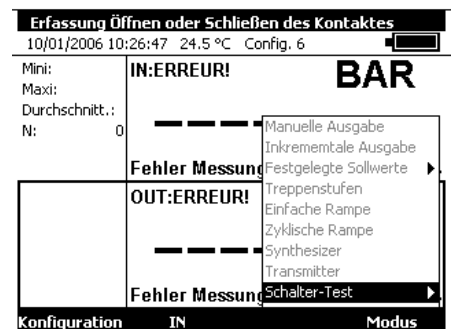 Erfassung Öffnen oder Schließen des Kontaktes
10/01/2006 10:26:47 24.5 °C Config. 6
Mini:
Maxi:
Durchschnitt.:
N: 0
IN:ERREUR!
BAR
Fehler Messung
OUT:ERREUR!
Fehler Messung
Manuelle Ausgabe
Inkrementale Ausgabe
Festgelegte Sollwerte
Treppenstufen
Einfache Rampe
Zyklische Rampe
Synthesizer
Transmitter
Schalter-Test
Konfiguration IN Modus